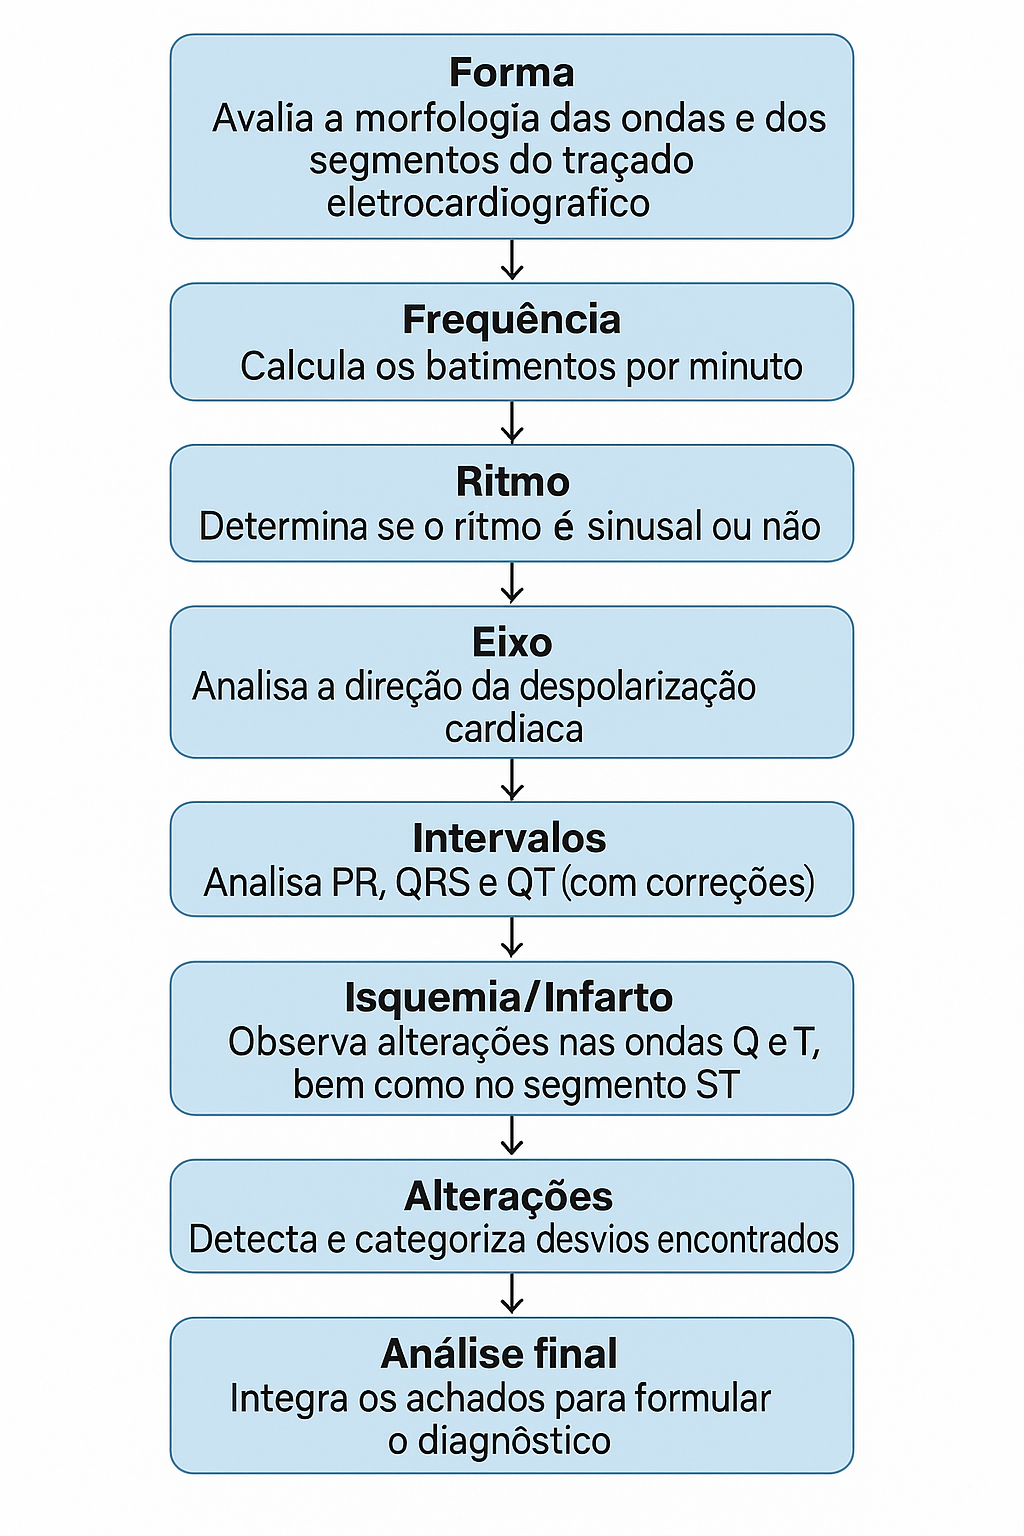 Forma
Avalia a morfologia das ondas e dos
segmentos do traçado
eletrocardiografico
Frequência
Calcula os batimentos por minuto
Ritmo
Determina se o rítmo é sinusal ou não
Eixo
Analisa a direção da despolarização
cardiaca
Intervalos
Analisa PR, QRS e QT (com correções)
Isquemia/Infarto
Observa alterações nas ondas Q e T,
bem como no segmento ST
Alterações
Detecta e categoriza desvios encontrados
Análise final
Integra os achados para formular
o diagnôstico